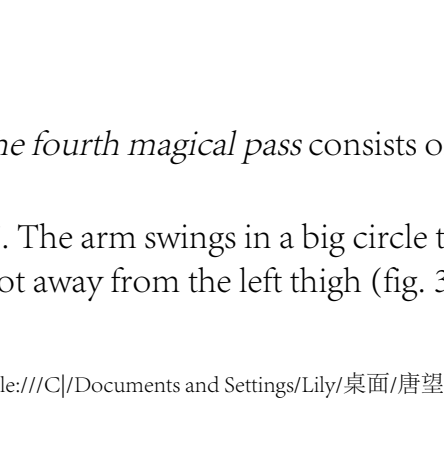 he fourth magical pass consists o
. The arm swings in a big circle t
ot away from the left thigh (fig. 3
le:///C|/Documents and Settings/Lily/桌面/唐望